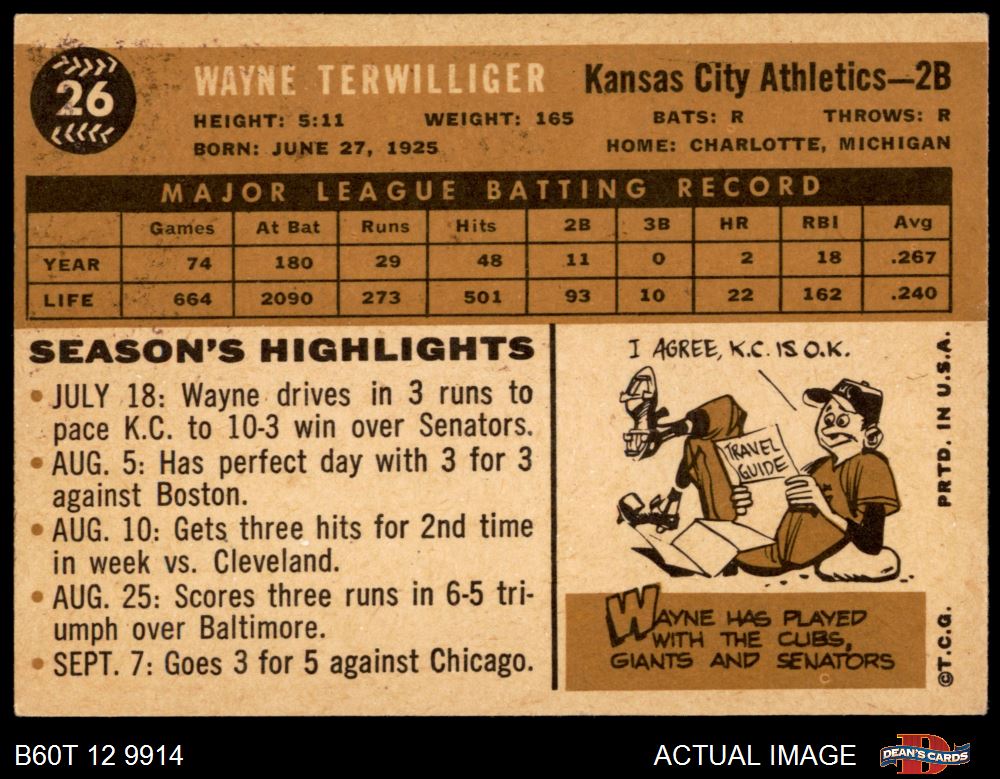 26
WAYNE TERWILLIGER Kansas City Athletics—2B
HEIGHT: 5:11 WEIGHT: 165 BATS: R THROWS: R
BORN: JUNE 27, 1925 HOME: CHARLOTTE, MICHIGAN
MAJOR LEAGUE BATTING RECORD
Games At Bat Runs Hits 2B 3B HR RBI Avg
YEAR 74 180 29 48 11 0 2 18 .267
LIFE 664 2090 273 501 93 10 22 162 .240
SEASON'S HIGHLIGHTS
• JULY 18: Wayne drives in 3 runs to
pace K.C. to 10-3 win over Senators.
• AUG. 5: Has perfect day with 3 for 3
against Boston.
• AUG. 10: Gets three hits for 2nd time
in week vs. Cleveland.
• AUG. 25: Scores three runs in 6-5 tri-
umph over Baltimore.
• SEPT. 7: Goes 3 for 5 against Chicago.
I AGREE, K.C. IS O.K.
TRAVEL
GUIDE
WAYNE HAS PLAYED
WITH THE CUBS,
GIANTS AND SENATORS
PRTD. IN U.S.A.
©T.C.G.
B60T 12 9914 ACTUAL IMAGE
DEAN'S CARDS